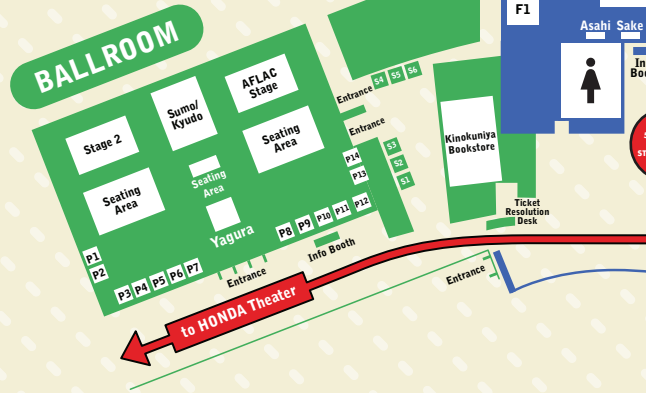 BALLROOM
F1
Asahi Sake
AFLAC
Stage
Sumo/
Kyudo
Stage 2
Seating
Area
Seating
Area
Seating
Area
Yagura
Entrance
S4
S5
S6
Entrance
P14
P13
S3
S2
S1
Kinokuniya
Bookstore
Ticket
Resolution
Desk
P1
P2
P3
P4
P5
P6
P7
P8
P9
P10
P11
P12
Info Booth
Entrance
Entrance
to HONDA Theater